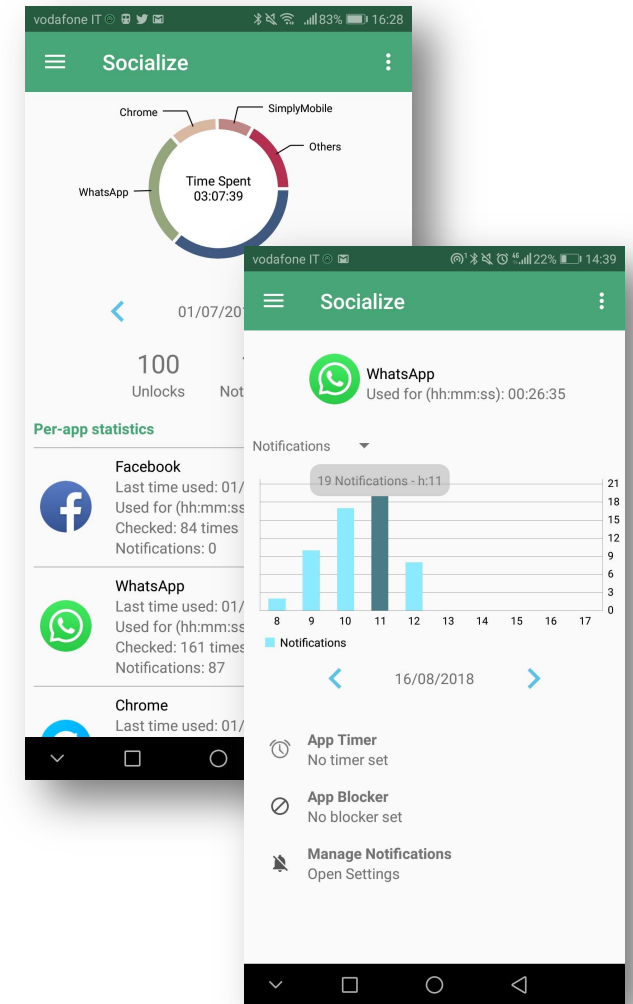 vodafone IT 83% 16:28
Socialize
Chrome
SimplyMobile
Others
WhatsApp
Time Spent
03:07:39
01/07/20
100
Unlocks
Not
Per-app statistics
Facebook
Last time used: 01/
Used for (hh:mm:ss
Checked: 84 times
Notifications: 0
WhatsApp
Last time used: 01/
Used for (hh:mm:ss
Checked: 161 times
Notifications: 87
Chrome
Last time used: 01/
vodafone IT 22% 14:39
Socialize
WhatsApp
Used for (hh:mm:ss): 00:26:35
Notifications
19 Notifications - h:11
21
18
15
12
9
6
3
0
8 9 10 11 12 13 14 15 16 17
Notifications
16/08/2018
App Timer
No timer set
App Blocker
No blocker set
Manage Notifications
Open Settings